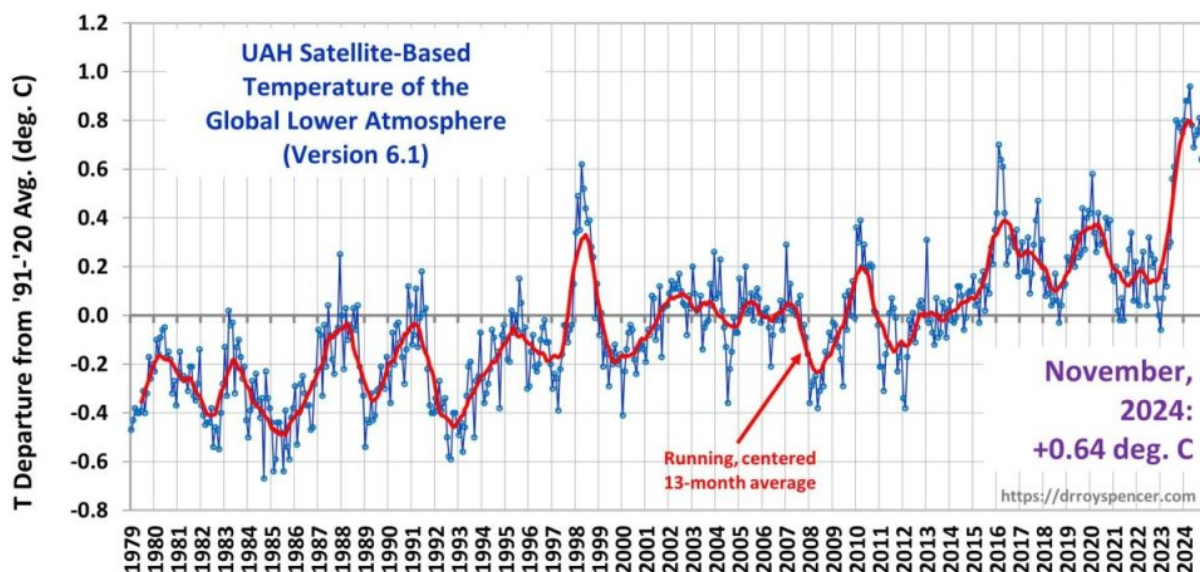 UAH Satellite-Based
Temperature of the
Global Lower Atmosphere
(Version 6.1)
T Departure from '91-'20 Avg. (deg. C)
1.2
1.0
0.8
0.6
0.4
0.2
0.0
-0.2
-0.4
-0.6
-0.8
Running, centered
13-month average
November,
2024:
+0.64 deg. C
https://drroyspencer.com
1979 1980 1981 1982 1983 1984 1985 1986 1987 1988 1989 1990 1991 1992 1993 1994 1995 1996 1997 1998 1999 2000 2001 2002 2003 2004 2005 2006 2007 2008 2009 2010 2011 2012 2013 2014 2015 2016 2017 2018 2019 2020 2021 2022 2023 2024